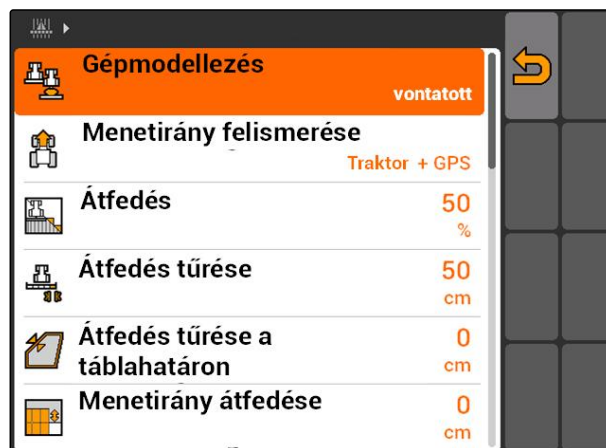 Gépmodellezés
vontatott
Menetirány felismerése
Traktor + GPS
Átfedés
50
%
Átfedés tűrése
50
cm
Átfedés tűrése a
táblahatáron
0
cm
Menetirány átfedése
0
cm